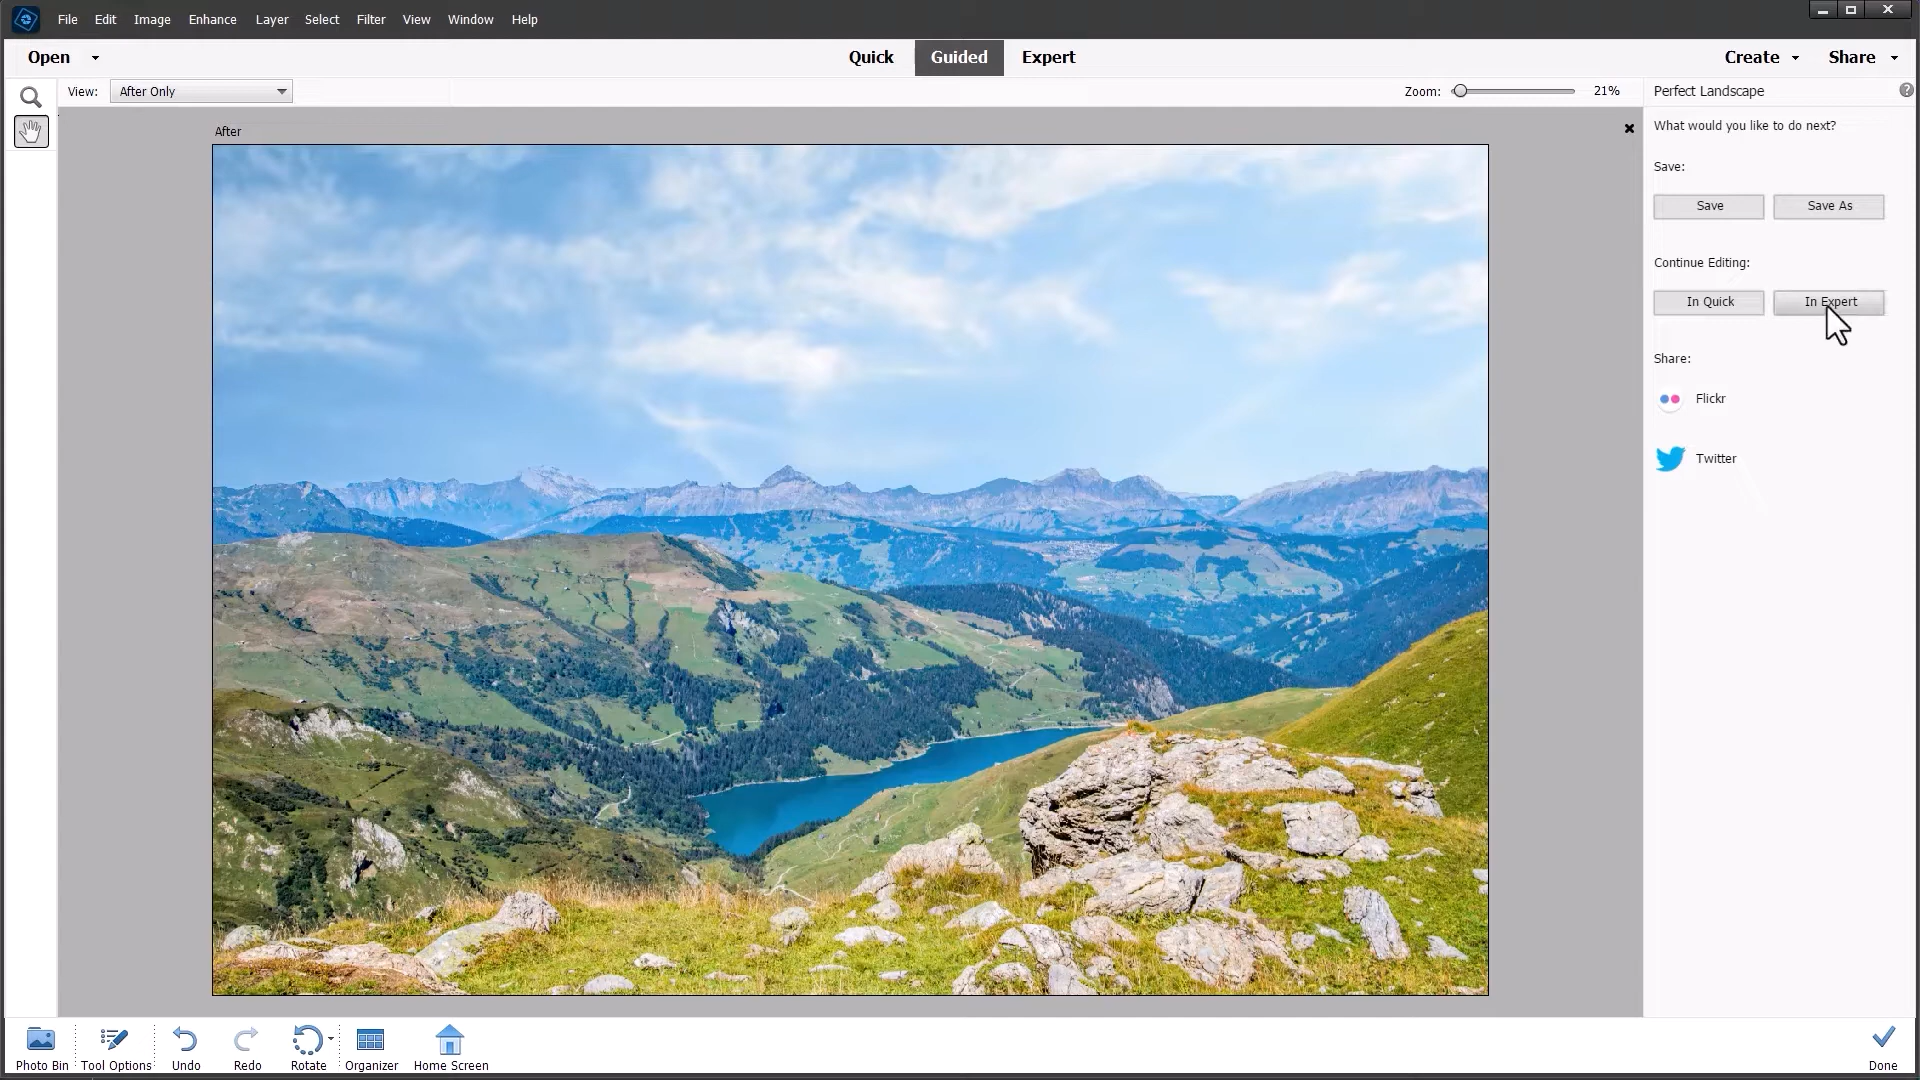 File Edit Image Enhance Layer Select Filter View Window Help
Open Quick Guided Expert Create Share
View: After Only Zoom: 21% Perfect Landscape
After
What would you like to do next?
Save:
Save Save As
Continue Editing:
In Quick In Expert
Share:
Flickr
Twitter
Photo Bin Tool Options Undo Redo Rotate Organizer Home Screen Done